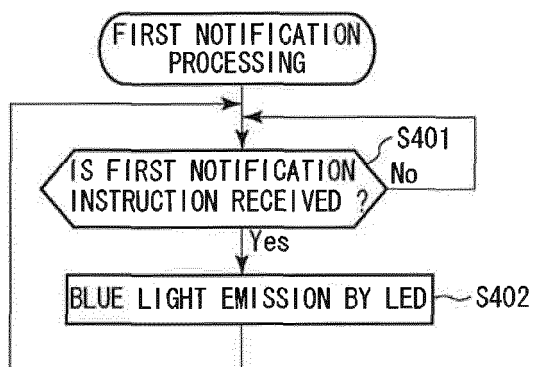 FIRST NOTIFICATION
PROCESSING
S401
IS FIRST NOTIFICATION
INSTRUCTION RECEIVED ?
No
Yes
BLUE LIGHT EMISSION BY LED
S402